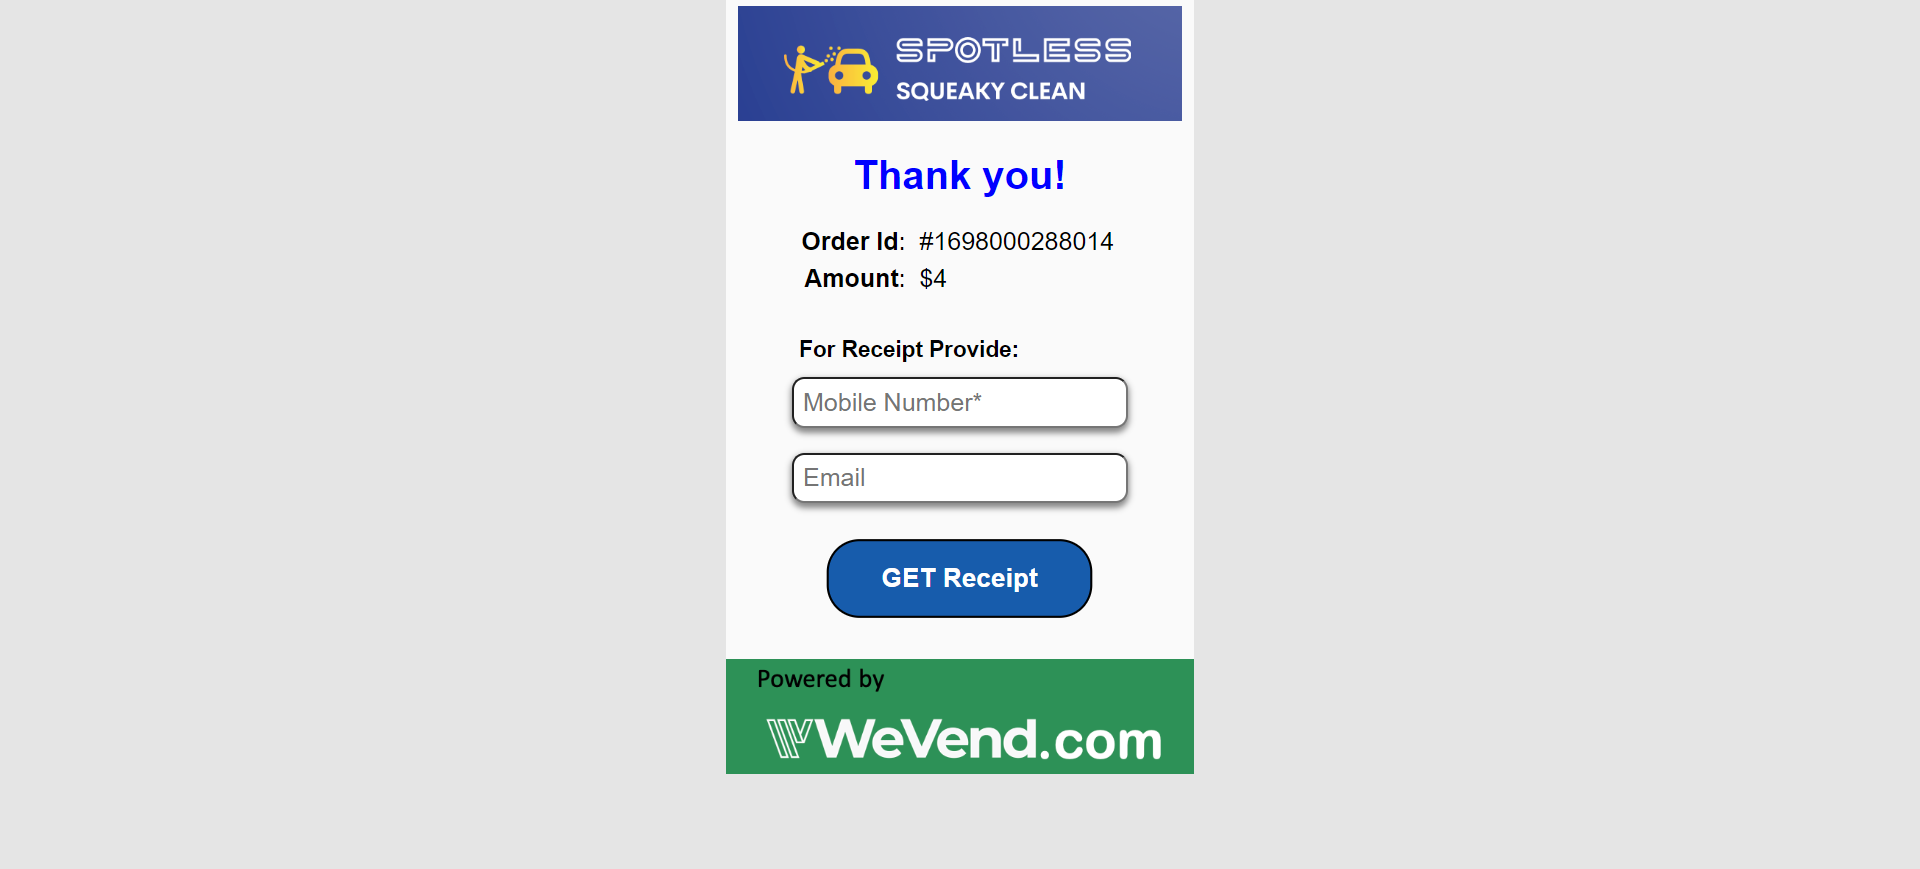 SPOTLESS
SQUEAKY CLEAN
Thank you!
Order Id: #1698000288014
Amount: $4
For Receipt Provide:
Mobile Number*
Email
GET Receipt
Powered by
WeVend.com